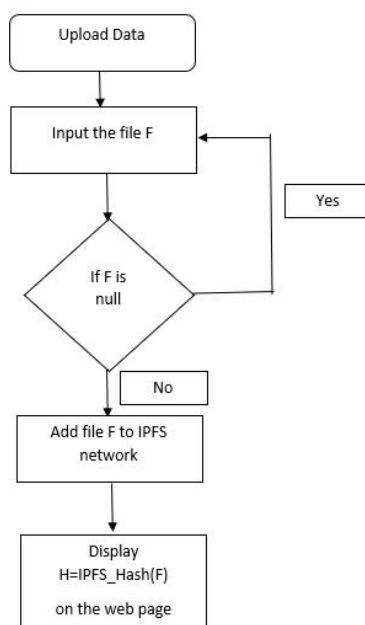 Upload Data
Input the file F
Yes
If F is
null
No
Add file F to IPFS
network
Display
H=IPFS_Hash(F)
on the web page